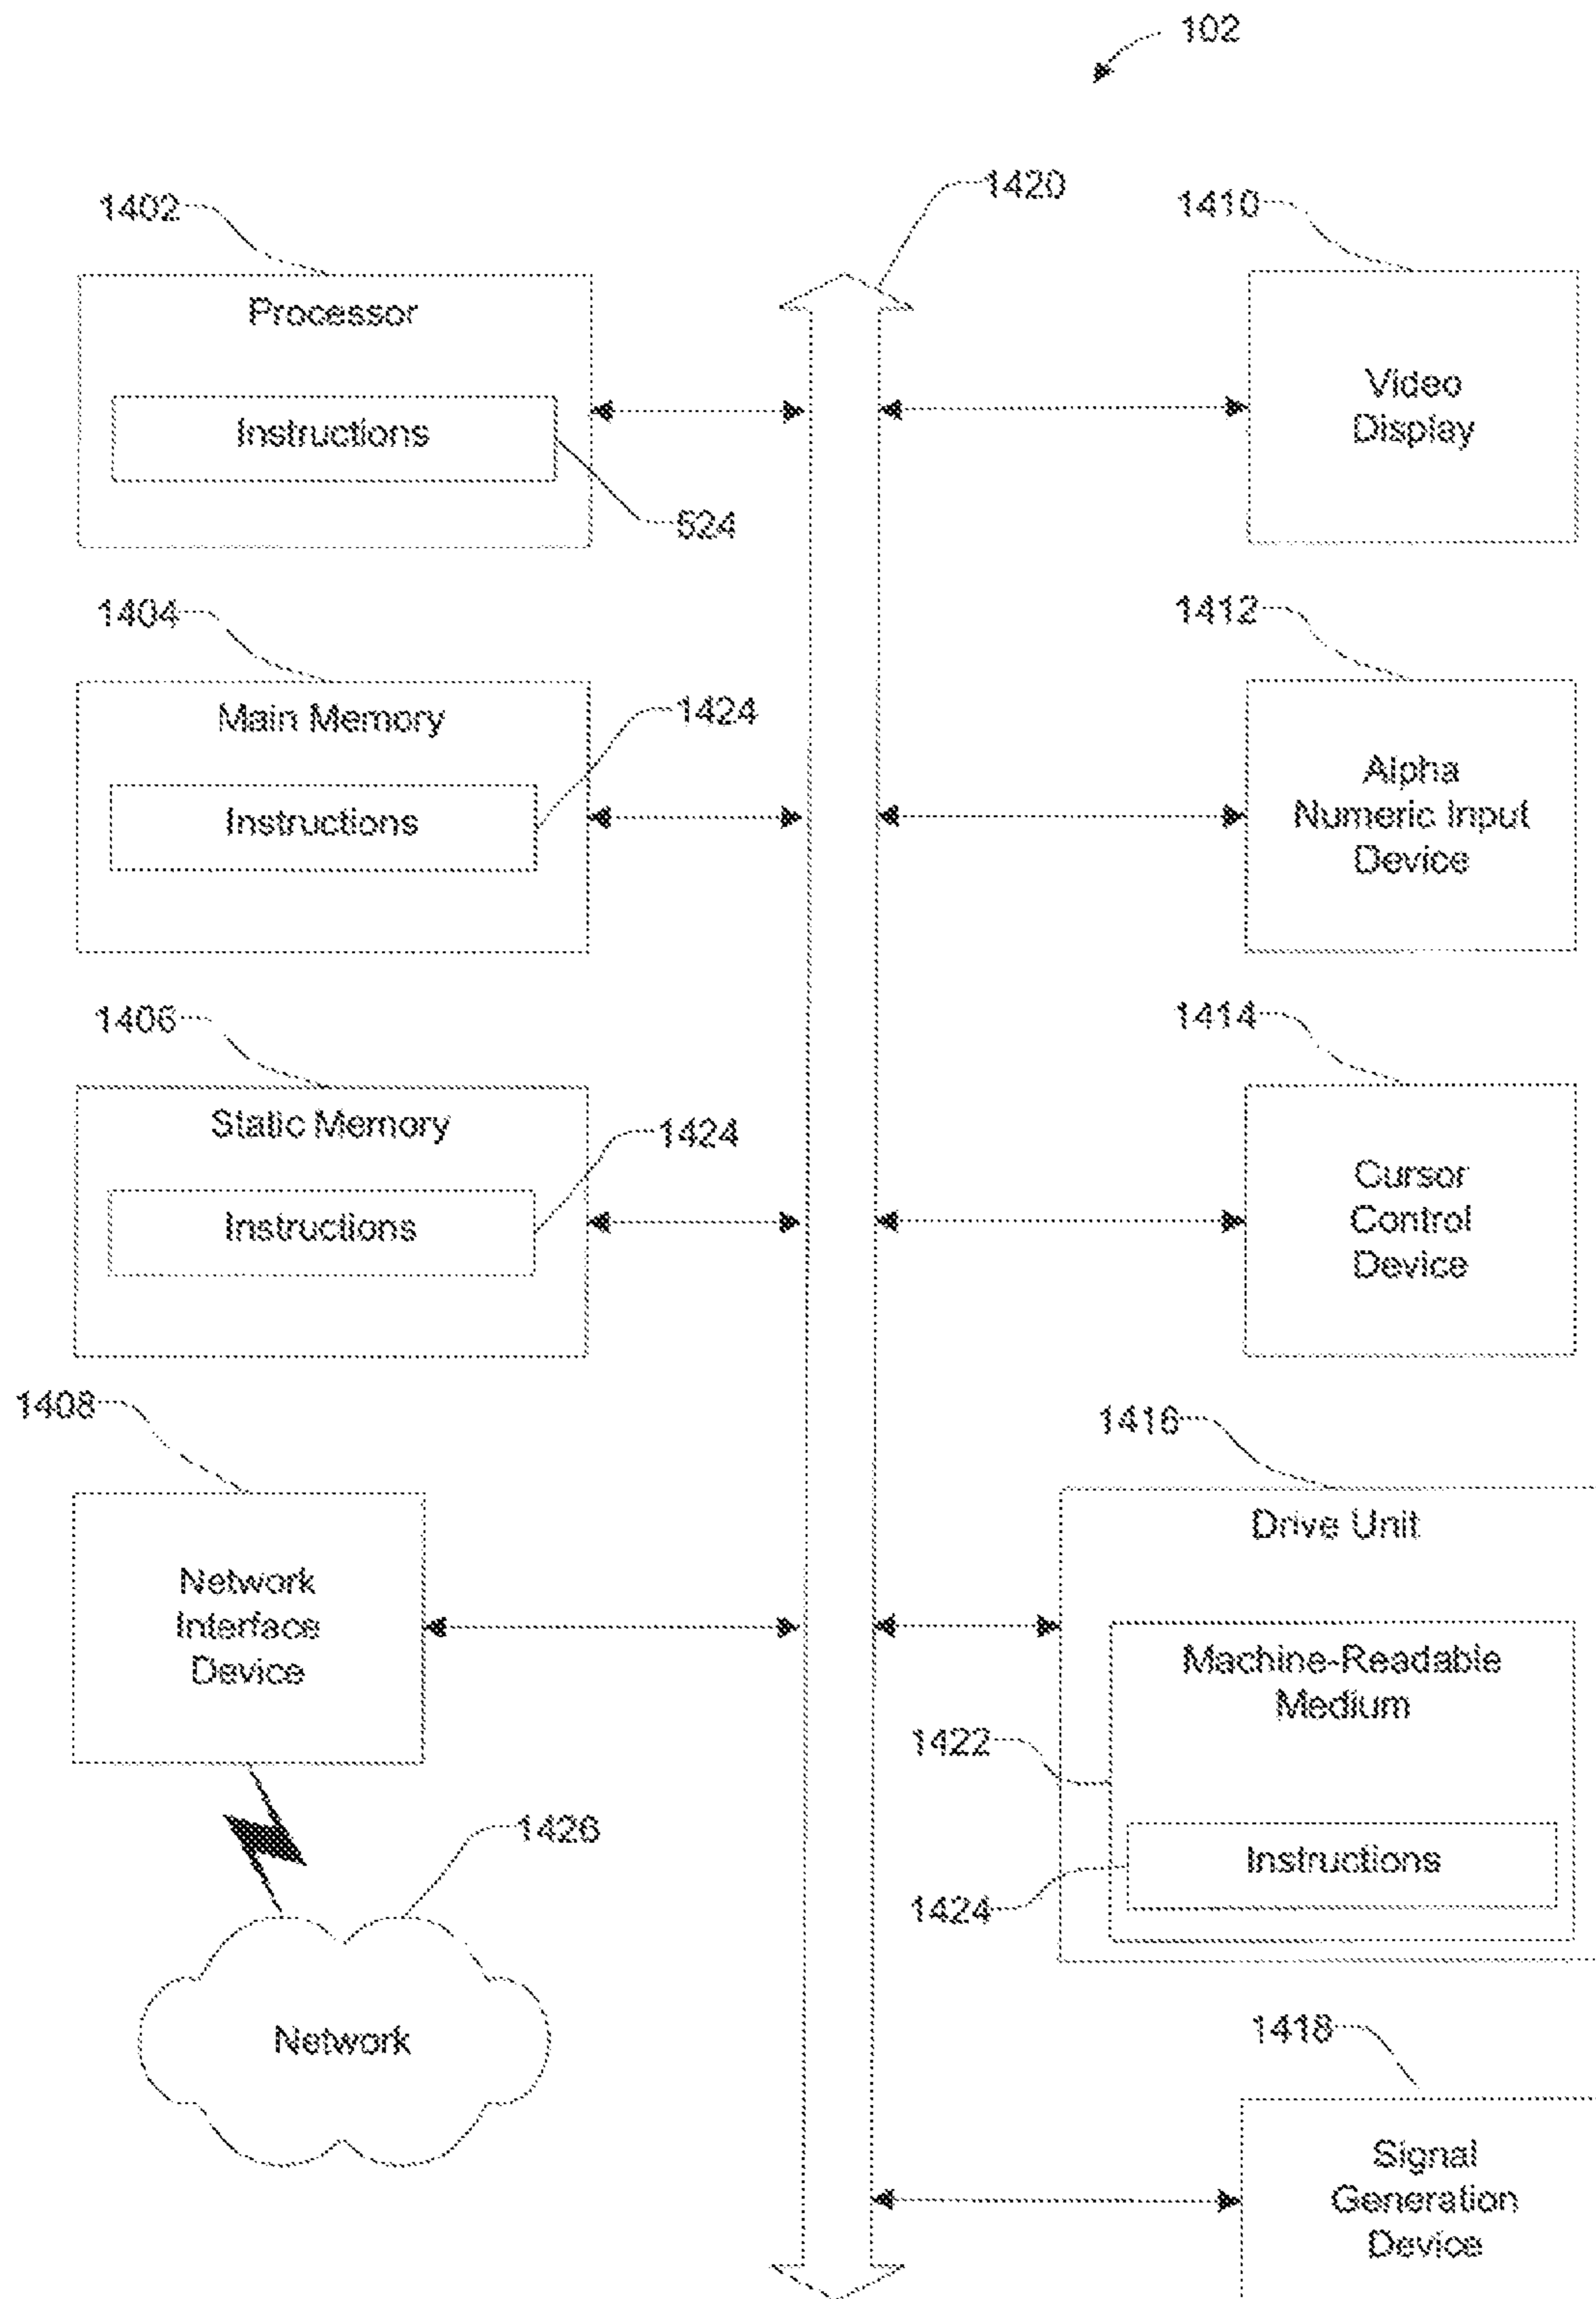 102
1420
1402
1410
Processor
Instructions
524
Video
Display
1404
1412
Main Memory
1424
Instructions
Alpha
Numeric Input
Device
1406
1414
Static Memory
1424
Instructions
Cursor
Control
Device
1408
1416
Network
Interface
Device
Drive Unit
Machine-Readable
Medium
1422
Instructions
1424
1426
Network
1418
Signal
Generation
Device